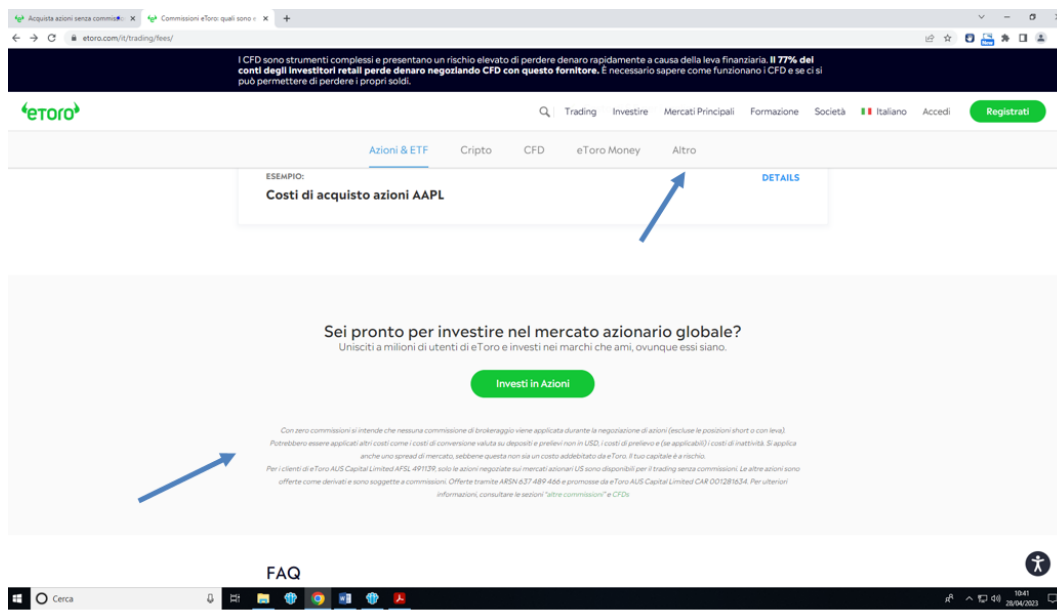 Acquista azioni senza commissi
Commissioni eToro: quali sono e
etoro.com/it/trading/fees/
New
I CFD sono strumenti complessi e presentano un rischio elevato di perdere denaro rapidamente a causa della leva finanziaria. Il 77% dei
conti degli investitori retail perde denaro negoziando CFD con questo fornitore. È necessario sapere come funzionano i CFD e se ci si
può permettere di perdere i propri soldi.
eToro
Trading Investire Mercati Principali Formazione Società Italiano Accedi Registrati
Azioni & ETF Cripto CFD eToro Money Altro
ESEMPIO:
DETAILS
Costi di acquisto azioni AAPL
Sei pronto per investire nel mercato azionario globale?
Unisciti a milioni di utenti di eToro e investi nei marchi che ami, ovunque essi siano.
Investi in Azioni
Con zero commissioni si intende che nessuna commissione di brokeraggio viene applicata durante la negoziazione di azioni (escluse le posizioni short o con leva).
Potrebbero essere applicati altri costi come i costi di conversione valuta su depositi e prelievi non in USD, i costi di prelievo e (se applicabili) i costi di inattività. Si applica
anche uno spread di mercato, sebbene questa non sia un costo addebitato da eToro. Il tuo capitale è a rischio.
Per i clienti di eToro AUS Capital Limited AFSL 491139, solo le azioni negoziate sui mercati azionari US sono disponibili per il trading senza commissioni. Le altre azioni sono
offerte come derivati e sono soggette a commissioni. Offerte tramite ARSN 637 489 466 e promosse da eToro AUS Capital Limited CAR 001281634. Per ulteriori
informazioni, consultare le sezioni "altre commissioni" e CFDs
FAQ
Cerca
10:41
28/04/2023